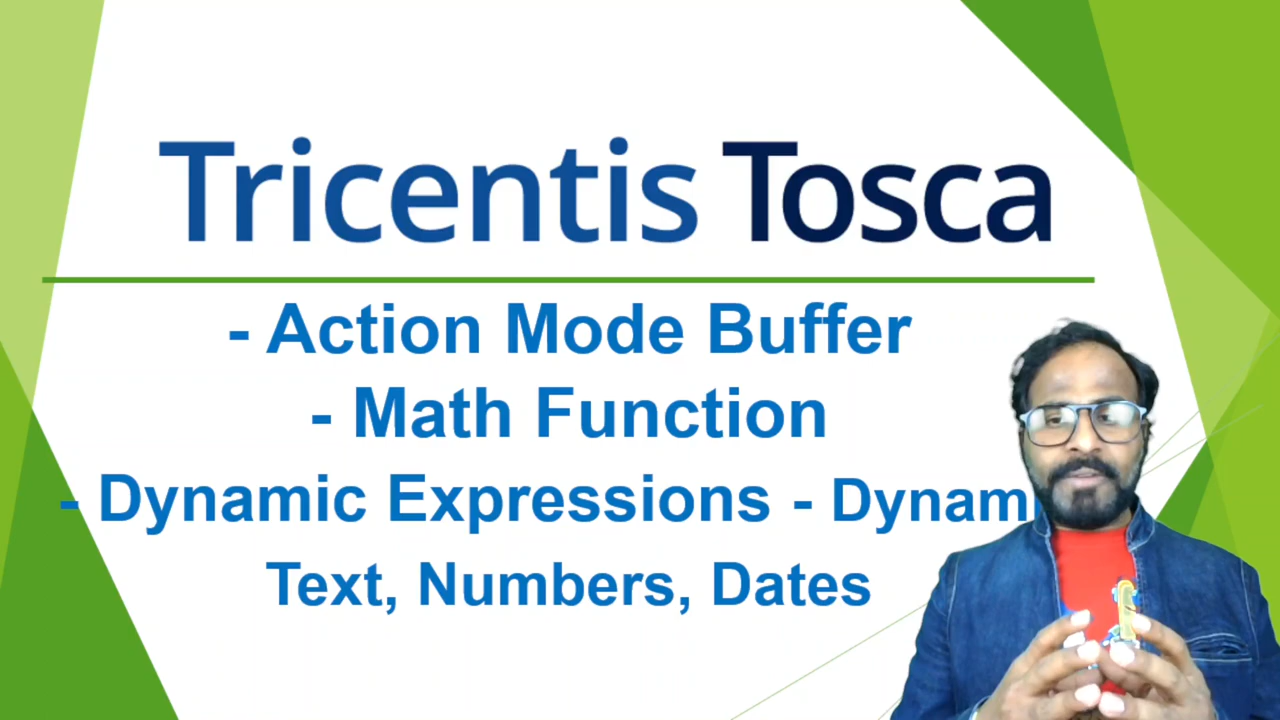 Tricentis Tosca
- Action Mode Buffer
- Math Function
- Dynamic Expressions - Dynam
Text, Numbers, Dates